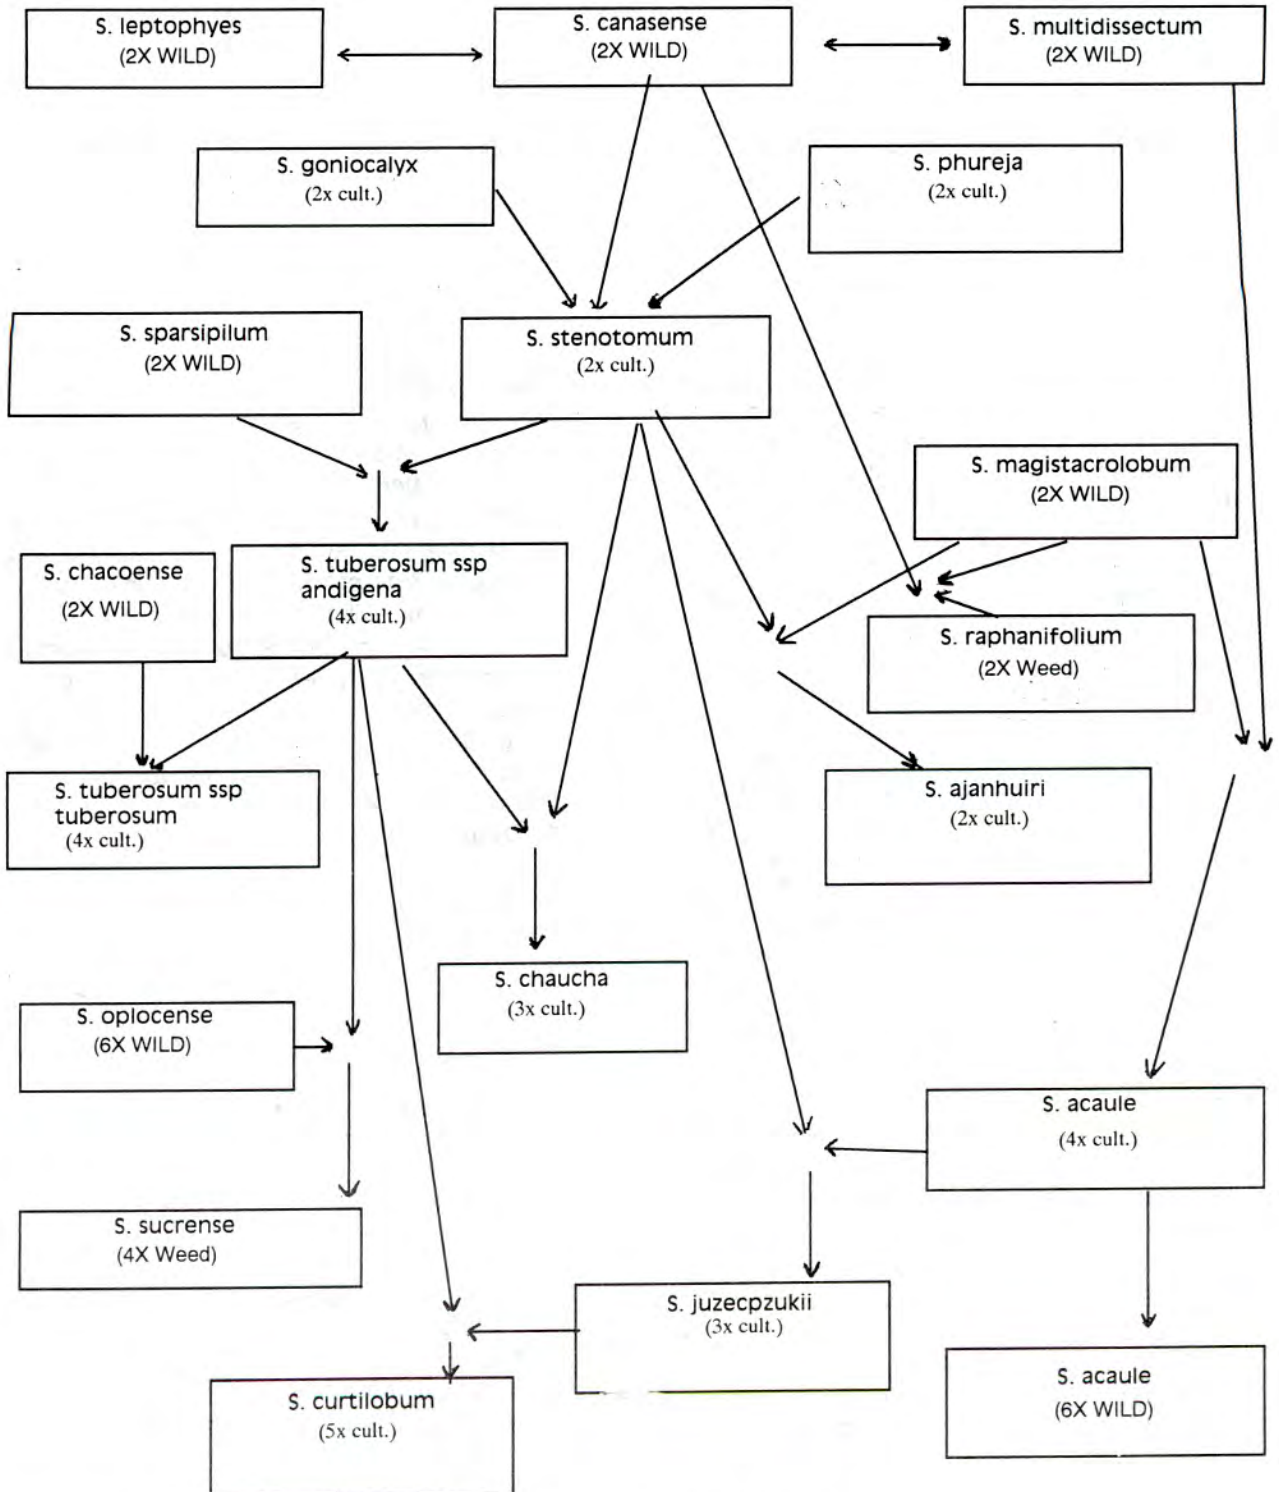 S. leptophyes
(2X WILD)
S. canasense
(2X WILD)
S. multidissectum
(2X WILD)
S. goniocalyx
(2x cult.)
S. phureja
(2x cult.)
S. sparsipilum
(2X WILD)
S. stenotomum
(2x cult.)
S. magistacrolobum
(2X WILD)
S. chacoense
(2X WILD)
S. tuberosum ssp
andigena
(4x cult.)
S. raphanifolium
(2X Weed)
S. tuberosum ssp
tuberosum
(4x cult.)
S. ajanhuiri
(2x cult.)
S. chaucha
(3x cult.)
S. oplocense
(6X WILD)
S. acaule
(4x cult.)
S. sucrense
(4X Weed)
S. juzecpzukii
(3x cult.)
S. curtilobum
(5x cult.)
S. acaule
(6X WILD)